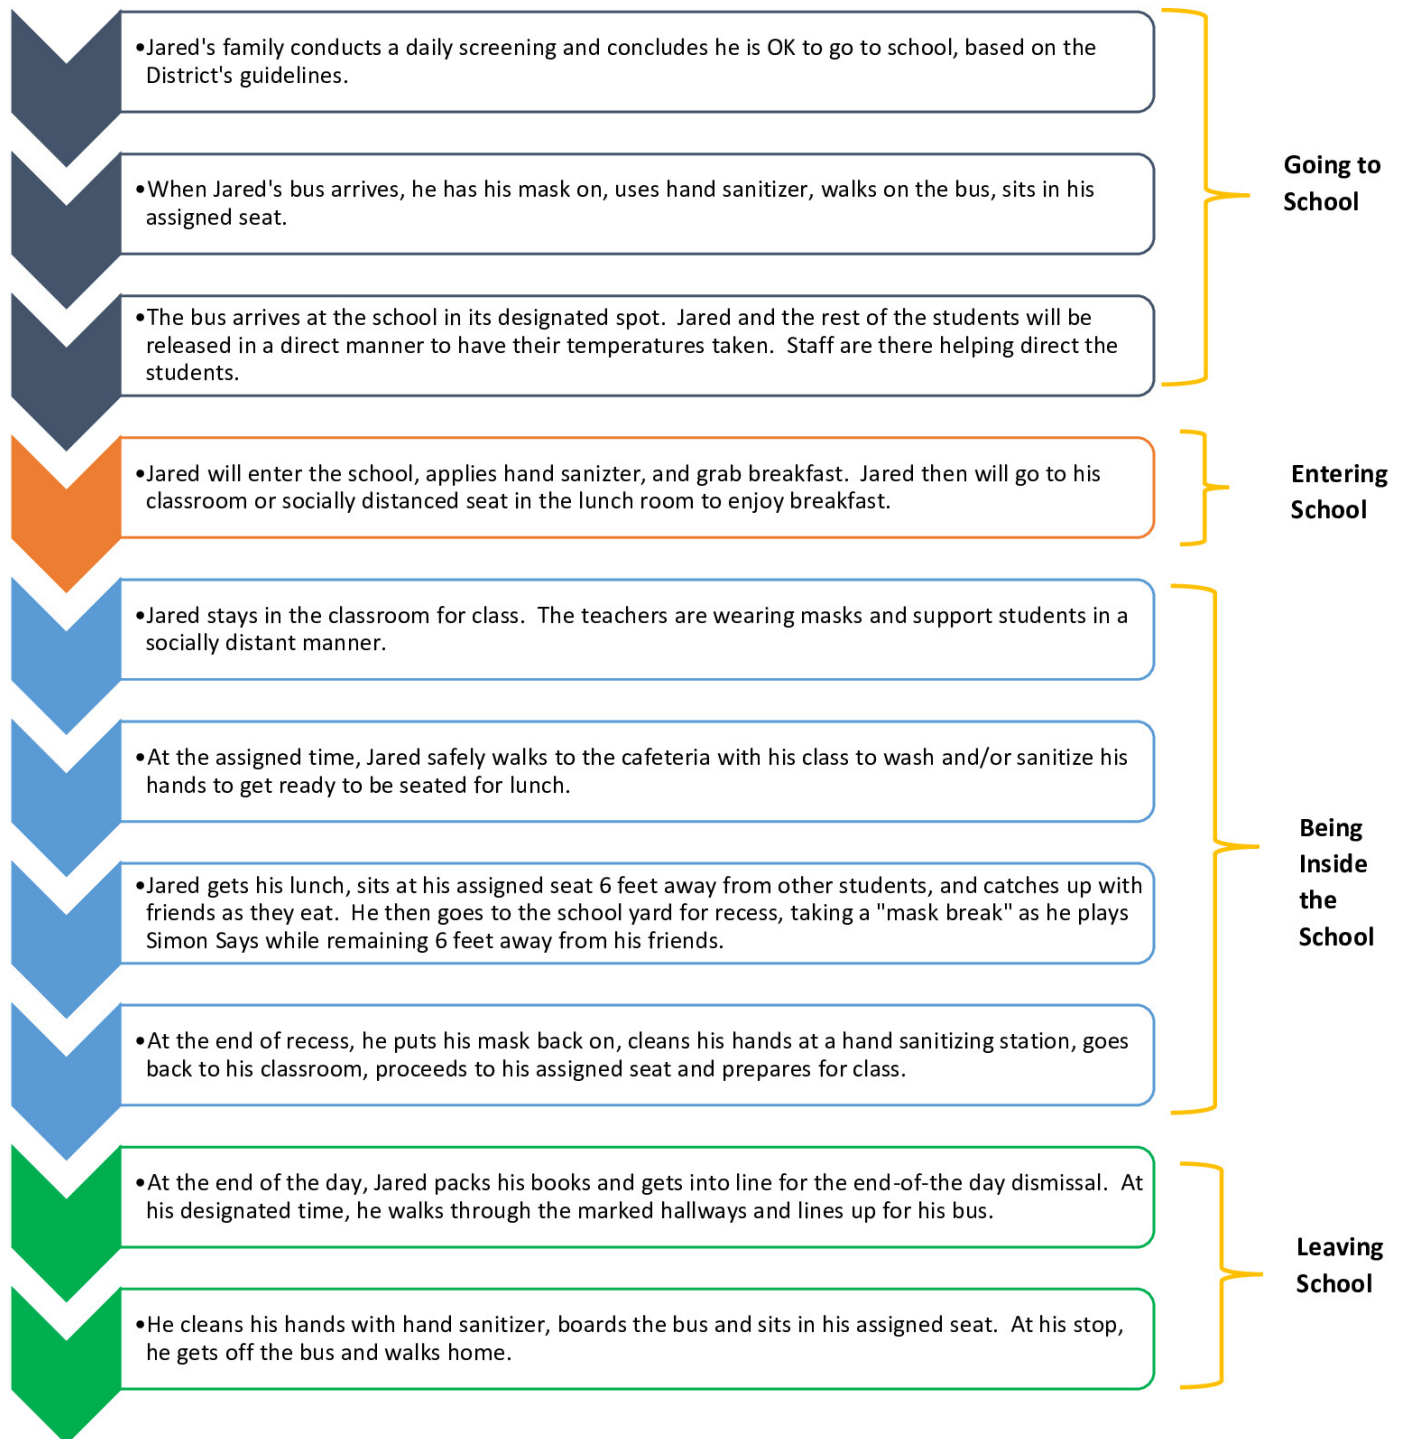 •Jared's family conducts a daily screening and concludes he is OK to go to school, based on the
District's guidelines.
•When Jared's bus arrives, he has his mask on, uses hand sanitizer, walks on the bus, sits in his
assigned seat.
•The bus arrives at the school in its designated spot.  Jared and the rest of the students will be
released in a direct manner to have their temperatures taken.  Staff are there helping direct the
students.
Going to
School
•Jared will enter the school, applies hand sanizter, and grab breakfast.  Jared then will go to his
classroom or socially distanced seat in the lunch room to enjoy breakfast.
Entering
School
•Jared stays in the classroom for class.  The teachers are wearing masks and support students in a
socially distant manner.
•At the assigned time, Jared safely walks to the cafeteria with his class to wash and/or sanitize his
hands to get ready to be seated for lunch.
•Jared gets his lunch, sits at his assigned seat 6 feet away from other students, and catches up with
friends as they eat.  He then goes to the school yard for recess, taking a "mask break" as he plays
Simon Says while remaining 6 feet away from his friends.
•At the end of recess, he puts his mask back on, cleans his hands at a hand sanitizing station, goes
back to his classroom, proceeds to his assigned seat and prepares for class.
Being
Inside
the
School
•At the end of the day, Jared packs his books and gets into line for the end-of-the day dismissal.  At
his designated time, he walks through the marked hallways and lines up for his bus.
•He cleans his hands with hand sanitizer, boards the bus and sits in his assigned seat.  At his stop,
he gets off the bus and walks home.
Leaving
School